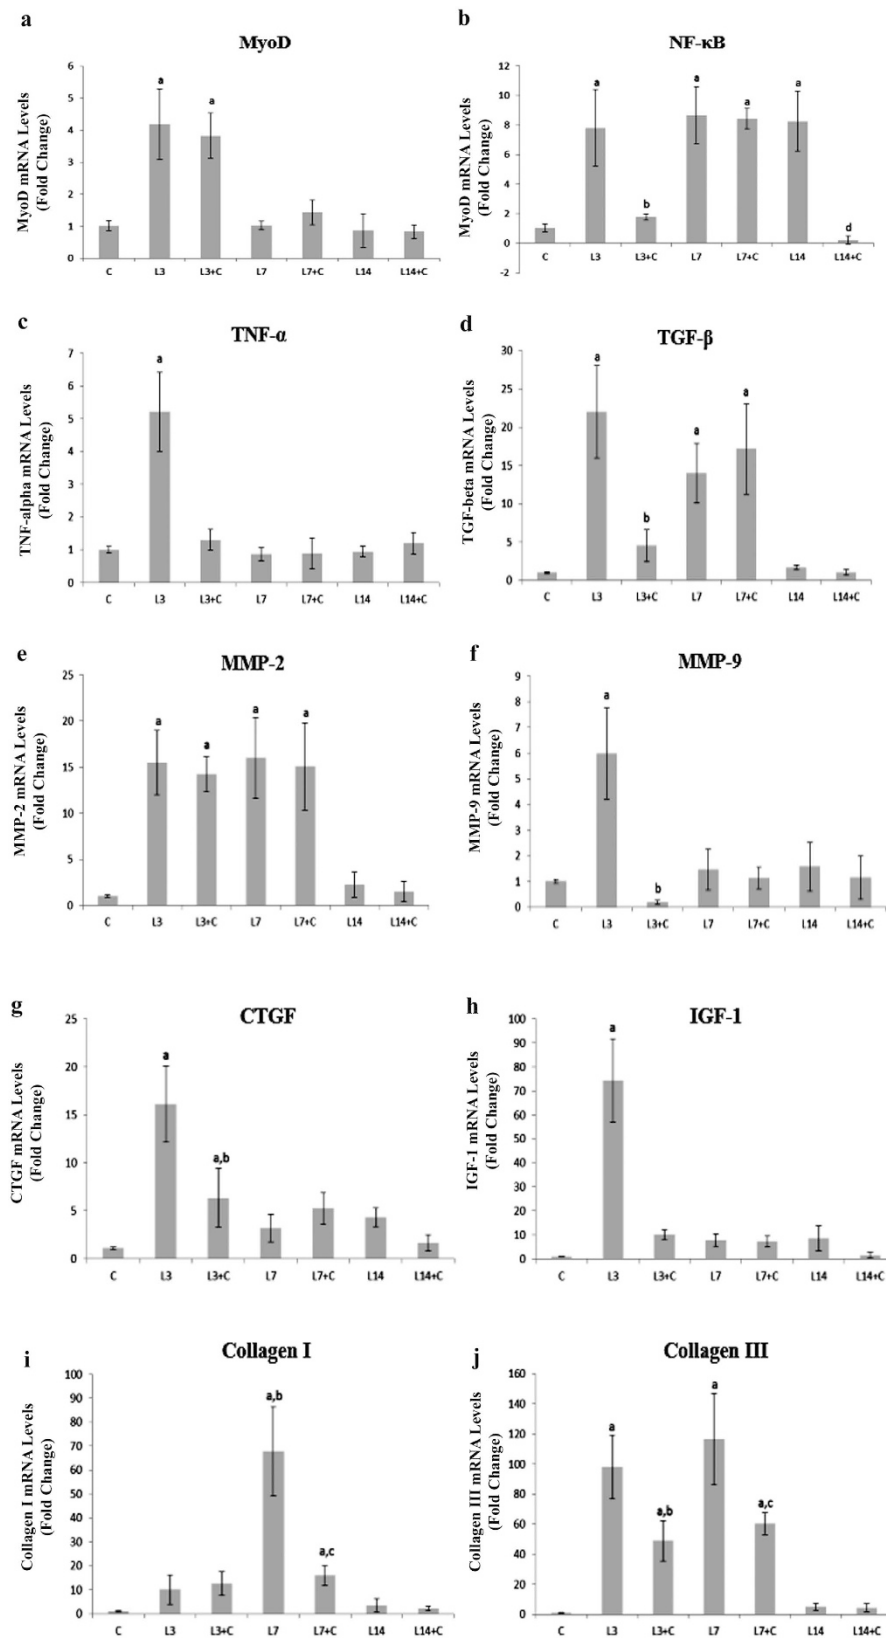 a
MyoD
MyoD mRNA Levels
(Fold Change)
6
5
4
3
2
1
0
a
a
C L3 L3+C L7 L7+C L14 L14+C
b
NF-κB
MyoD mRNA Levels
(Fold Change)
12
10
8
6
4
2
0
-2
a
b
a
a
a
d
C L3 L3+C L7 L7+C L14 L14+C
c
TNF-α
TNF-alpha mRNA Levels
(Fold Change)
7
6
5
4
3
2
1
0
a
C L3 L3+C L7 L7+C L14 L14+C
d
TGF-β
TGF-beta mRNA Levels
(Fold Change)
30
25
20
15
10
5
0
a
b
a
a
C L3 L3+C L7 L7+C L14 L14+C
e
MMP-2
MMP-2 mRNA Levels
(Fold Change)
25
20
15
10
5
0
a
a
a
a
C L3 L3+C L7 L7+C L14 L14+C
f
MMP-9
MMP-9 mRNA Levels
(Fold Change)
9
8
7
6
5
4
3
2
1
0
a
b
C L3 L3+C L7 L7+C L14 L14+C
g
CTGF
CTGF mRNA Levels
(Fold Change)
25
20
15
10
5
0
a
a,b
C L3 L3+C L7 L7+C L14 L14+C
h
IGF-1
IGF-1 mRNA Levels
(Fold Change)
100
90
80
70
60
50
40
30
20
10
0
a
C L3 L3+C L7 L7+C L14 L14+C
i
Collagen I
Collagen I mRNA Levels
(Fold Change)
100
90
80
70
60
50
40
30
20
10
0
a,b
a,c
C L3 L3+C L7 L7+C L14 L14+C
j
Collagen III
Collagen III mRNA Levels
(Fold Change)
160
140
120
100
80
60
40
20
0
a
a,b
a
a,c
C L3 L3+C L7 L7+C L14 L14+C